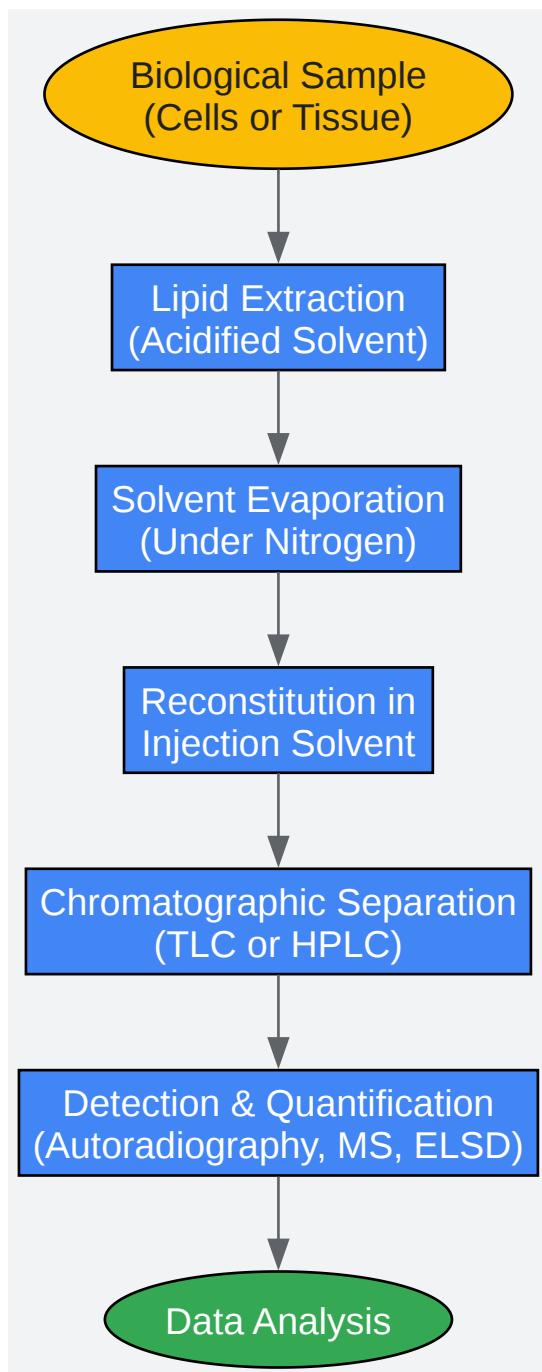 Biological Sample
(Cells or Tissue)
Lipid Extraction
(Acidified Solvent)
Solvent Evaporation
(Under Nitrogen)
Reconstitution in
Injection Solvent
Chromatographic Separation
(TLC or HPLC)
Detection & Quantification
(Autoradiography, MS, ELSD)
Data Analysis